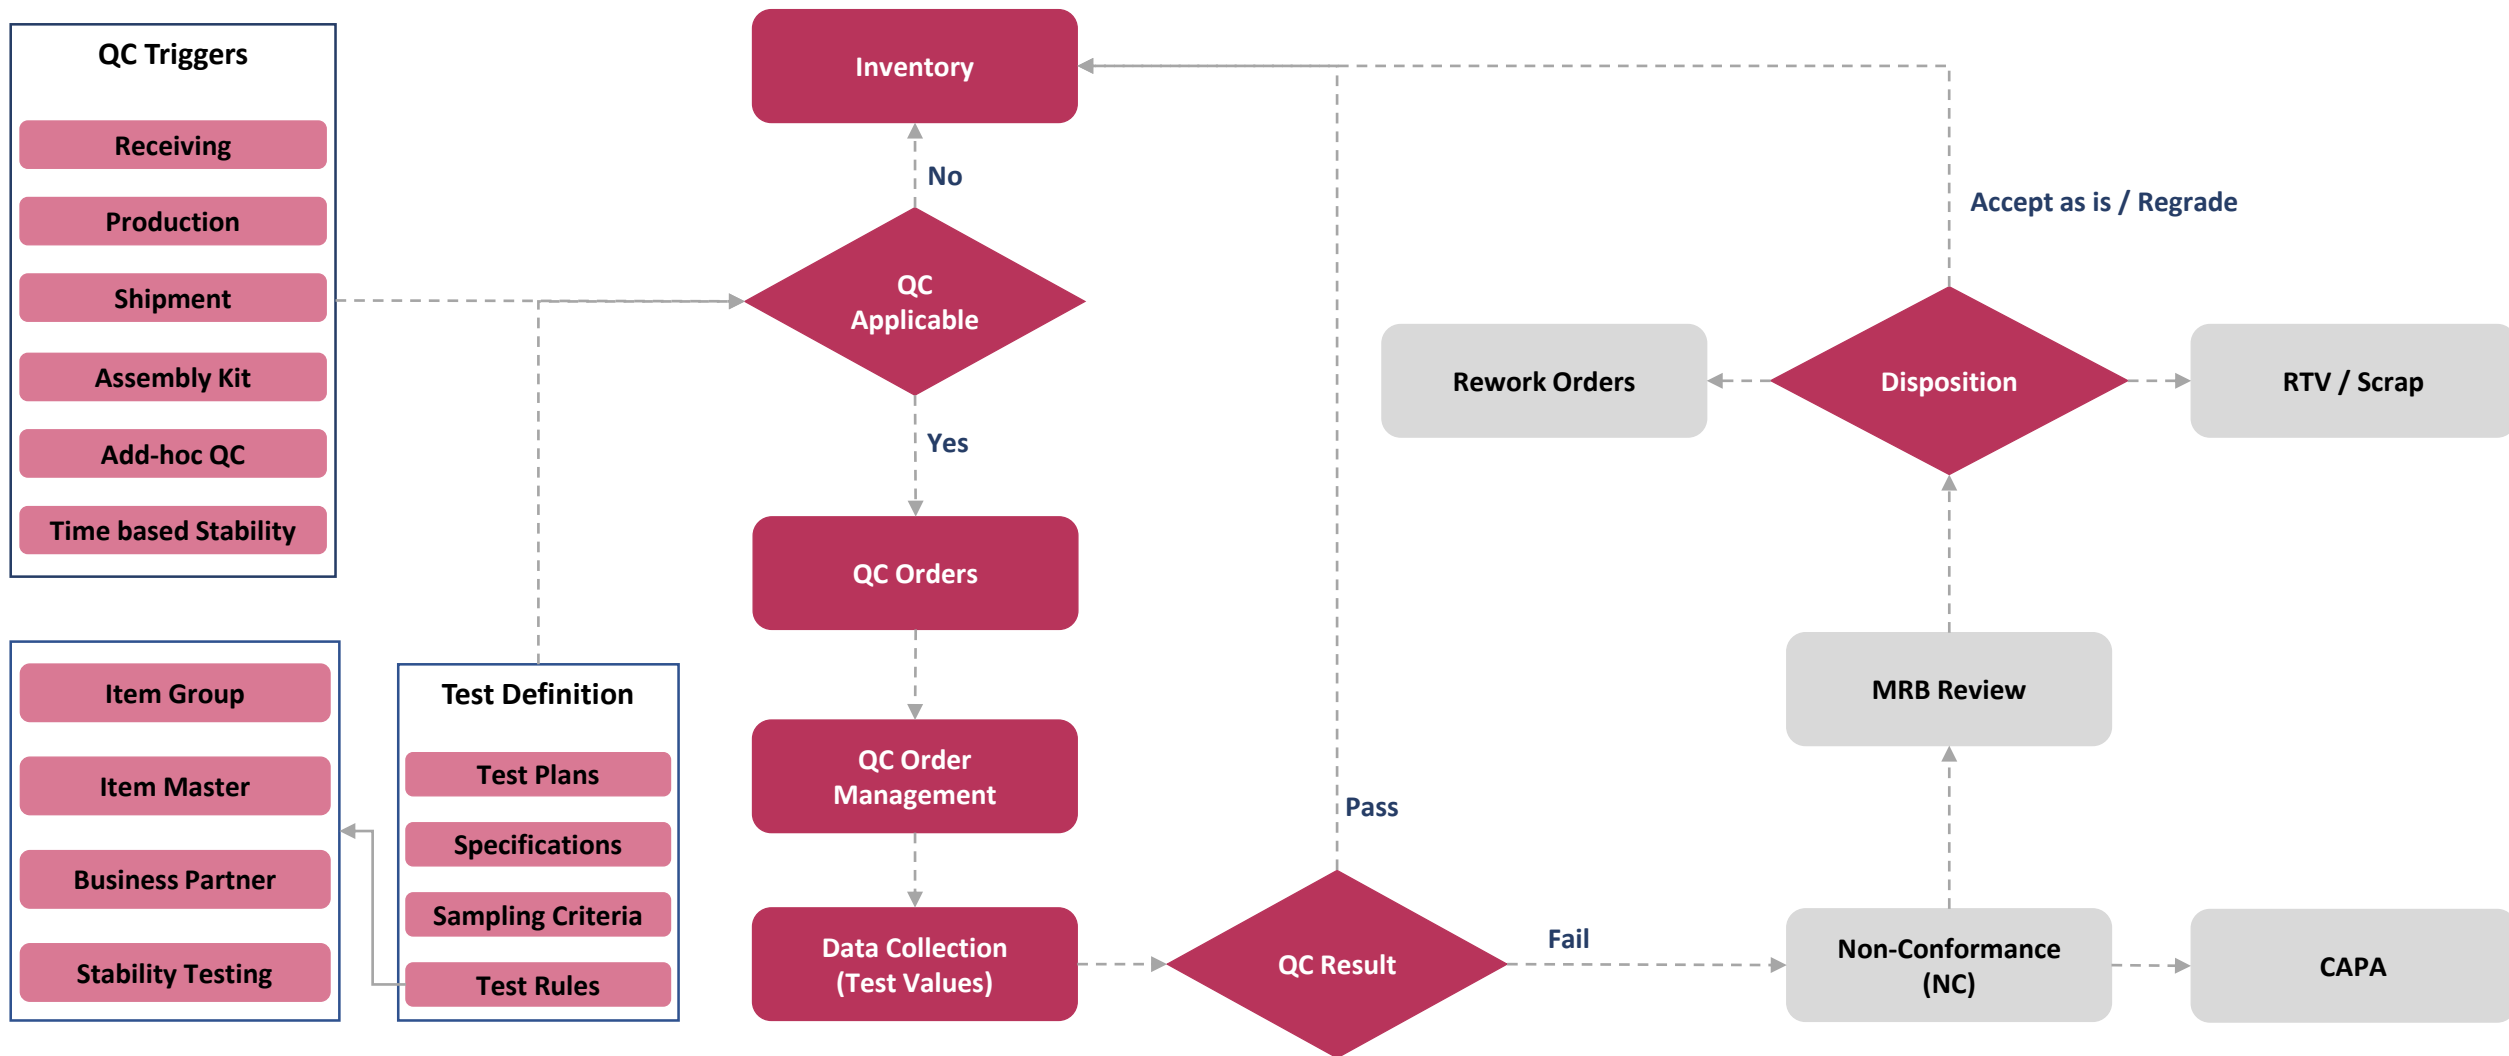 QC Triggers
Receiving
Production
Shipment
Assembly Kit
Add-hoc QC
Time based Stability
Item Group
Item Master
Business Partner
Stability Testing
Test Definition
Test Plans
Specifications
Sampling Criteria
Test Rules
Inventory
No
QC
Applicable
Yes
QC Orders
QC Order
Management
Data Collection
(Test Values)
QC Result
Pass
Fail
Non-Conformance
(NC)
CAPA
MRB Review
Disposition
Rework Orders
RTV / Scrap
Accept as is / Regrade